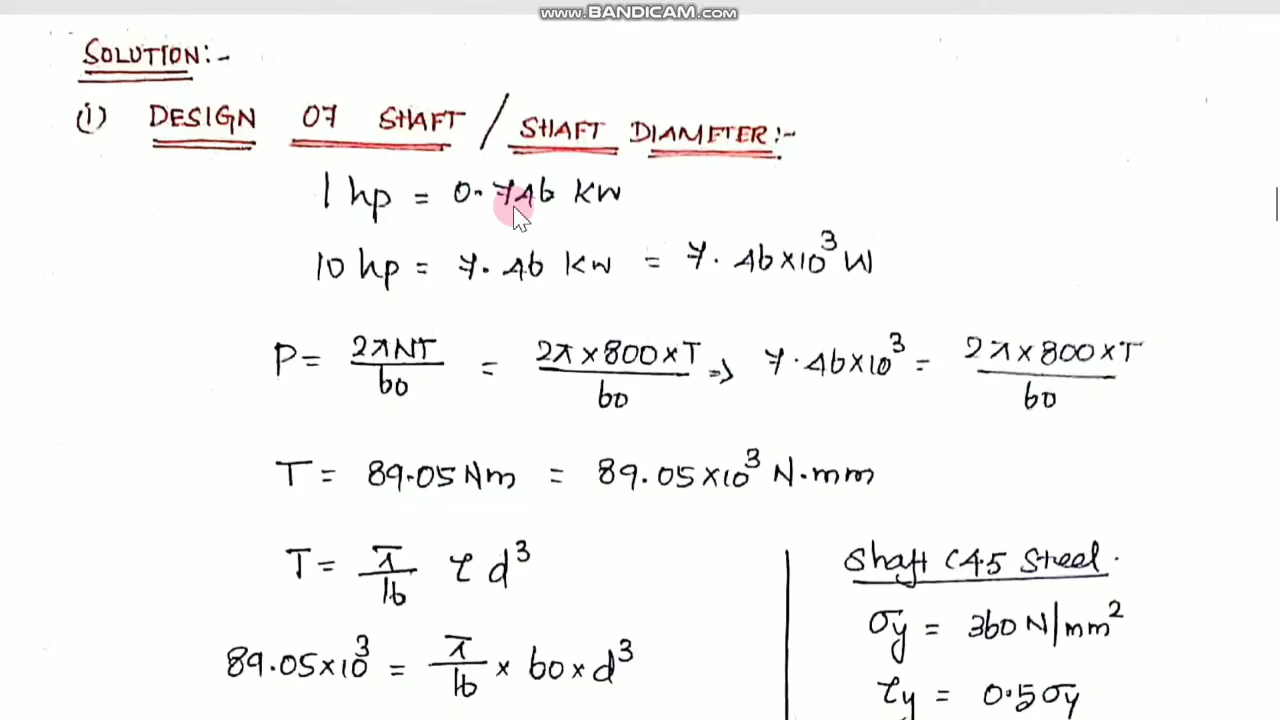 www.BANDICAM.com
SOLUTION:-
(1) DESIGN OF SHAFT / SHAFT DIAMETER:-
1 hp = 0.746 kw
10 hp = 7.46 kw = 7.46×10³ W
P = 2πNT/60 = 2π×800×T/60 => 7.46×10³ = 2π×800×T/60
T = 89.05 Nm = 89.05×10³ N.mm
T = π/16 τ d³
Shaft C45 Steel.
σy = 360 N/mm²
89.05×10³ = π/16 × 60 × d³
τy = 0.5σy